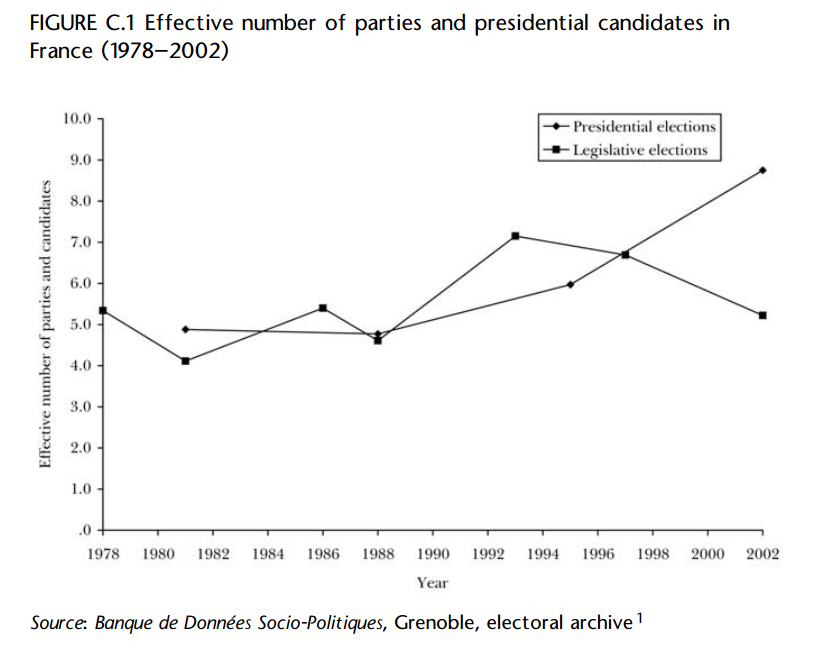 FIGURE C.1 Effective number of parties and presidential candidates in
France (1978–2002)
10.0
9.0
8.0
7.0
6.0
5.0
4.0
3.0
2.0
1.0
.0
Effective number of parties and candidates
Presidential elections
Legislative elections
1978 1980 1982 1984 1986 1988 1990 1992 1994 1996 1998 2000 2002
Year
Source: Banque de Données Socio-Politiques, Grenoble, electoral archive¹